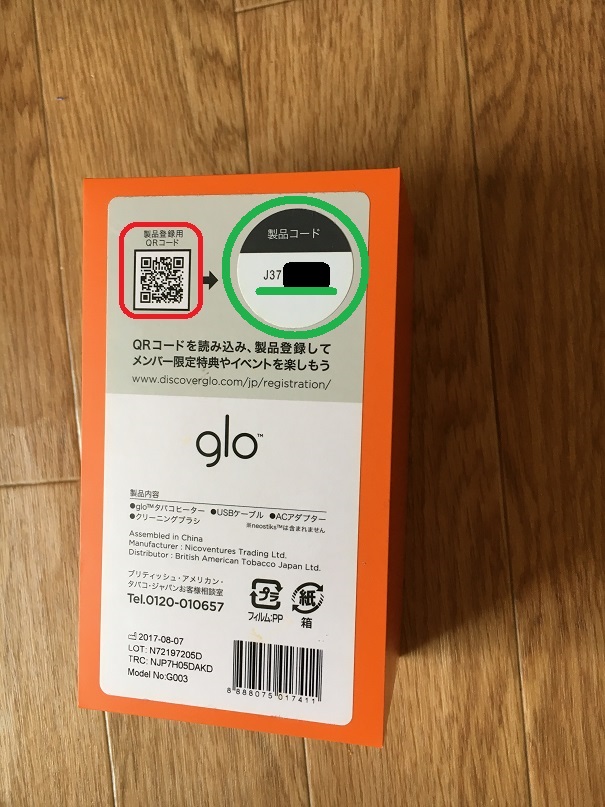 製品登録用
QRコード
製品コード
J37
QRコードを読み込み、製品登録して
メンバー限定特典やイベントを楽しもう
www.discoverglo.com/jp/registration/
glo™
製品内容
●glo™タバコヒーター ●USBケーブル ●ACアダプター
●クリーニングブラシ ※neostiks™は含まれません
Assembled in China
Manufacturer : Nicoventures Trading Ltd.
Distributor : British American Tobacco Japan Ltd.
ブリティッシュ・アメリカン・
タバコ・ジャパンお客様相談室
Tel.0120-010657
プラ
フィルム:PP
紙
箱
2017-08-07
LOT: N72197205D
TRC: NJP7H05DAKD
Model No:G003
8 888075 017411